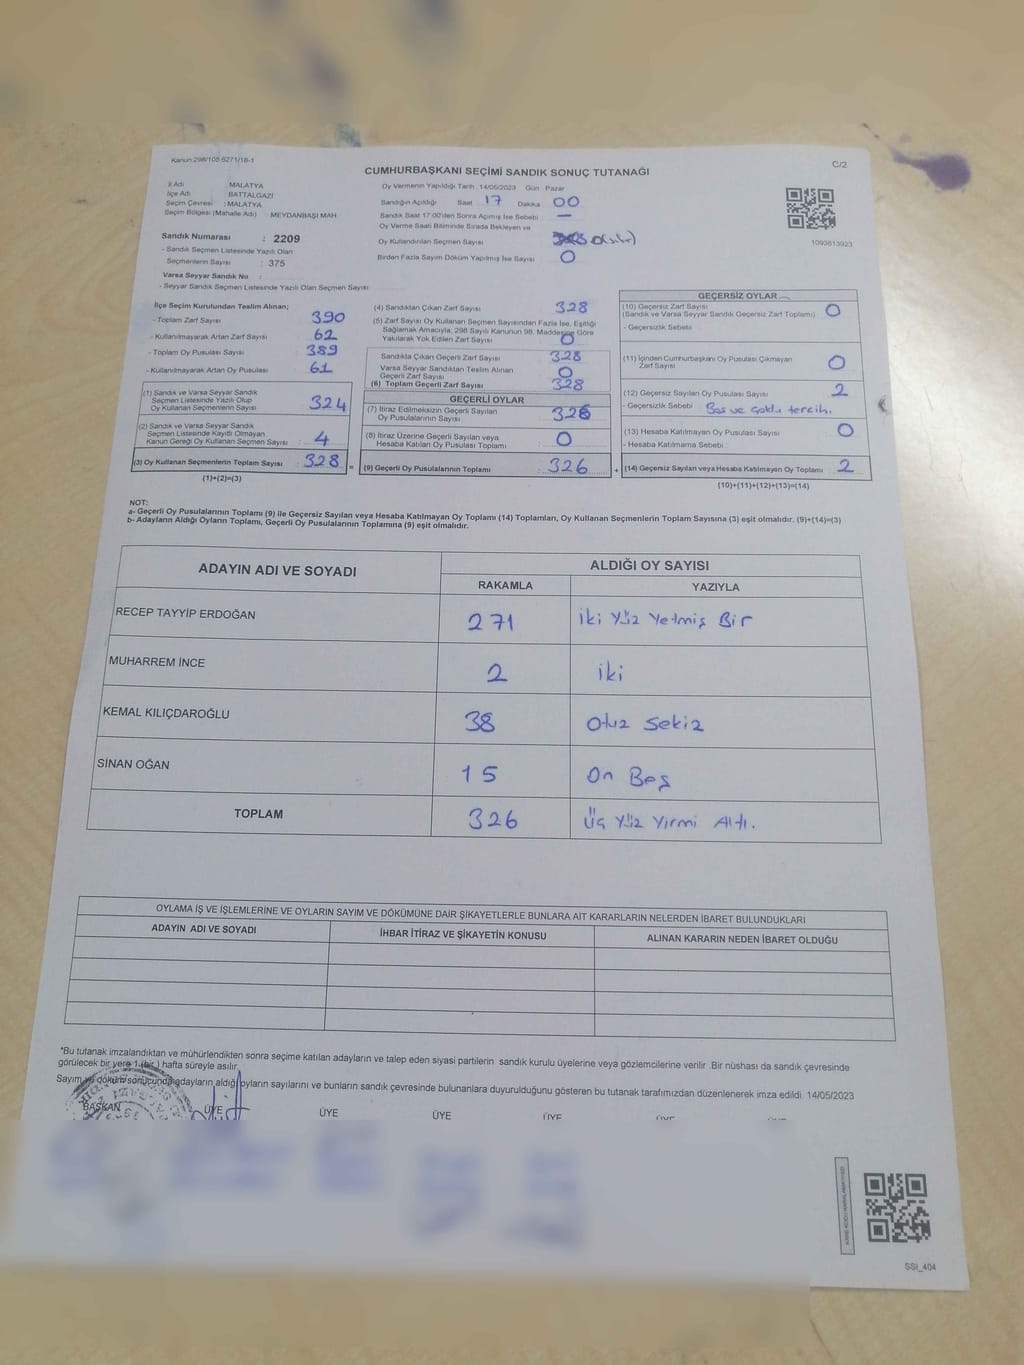 Kanun:298/105,6271/18-1
C/2
CUMHURBAŞKANI SEÇİMİ SANDIK SONUÇ TUTANAĞI
İl Adı : MALATYA
İlçe Adı : BATTALGAZİ
Seçim Çevresi : MALATYA
Seçim Bölgesi (Mahalle Adı) : MEYDANBAŞI MAH
Sandık Numarası : 2209
- Sandık Seçmen Listesinde Yazılı Olan
Seçmenlerin Sayısı : 375
Varsa Seyyar Sandık No :
- Seyyar Sandık Seçmen Listesinde Yazılı Olan Seçmen Sayısı
Oy Vermenin Yapıldığı Tarih : 14/05/2023 Gün Pazar
Sandığın Açıldığı Saat 17 Dakika 00
Sandık Saat 17:00'den Sonra Açılmış İse Sebebi —
Oy Verme Saati Bitiminde Sırada Bekleyen ve
Oy Kullandırılan Seçmen Sayısı 0 (sıfır)
Birden Fazla Sayım Döküm Yapılmış İse Sayısı 0
1093813923
İlçe Seçim Kurulundan Teslim Alınan;
- Toplam Zarf Sayısı : 390
- Kullanılmayarak Artan Zarf Sayısı : 62
- Toplam Oy Pusulası Sayısı : 389
- Kullanılmayarak Artan Oy Pusulası : 61
(1) Sandık ve Varsa Seyyar Sandık
Seçmen Listesinde Yazılı Olup
Oy Kullanan Seçmenlerin Sayısı : 324
(2) Sandık ve Varsa Seyyar Sandık
Seçmen Listesinde Kayıtlı Olmayan
Kanun Gereği Oy Kullanan Seçmen Sayısı : 4
(3) Oy Kullanan Seçmenlerin Toplam Sayısı : 328 =
(1)+(2)=(3)
(4) Sandıktan Çıkan Zarf Sayısı : 328
(5) Zarf Sayısı Oy Kullanan Seçmen Sayısından Fazla İse, Eşitliği
Sağlamak Amacıyla, 298 Sayılı Kanunun 98. Maddesine Göre
Yakılarak Yok Edilen Zarf Sayısı : 0
Sandıkta Çıkan Geçerli Zarf Sayısı : 328
Varsa Seyyar Sandıktan Teslim Alınan
Geçerli Zarf Sayısı : 0
(6) Toplam Geçerli Zarf Sayısı : 328
GEÇERLİ OYLAR
(7) İtiraz Edilmeksizin Geçerli Sayılan
Oy Pusulalarının Sayısı : 326
(8) İtiraz Üzerine Geçerli Sayılan veya
Hesaba Katılan Oy Pusulası Toplamı : 0
(9) Geçerli Oy Pusulalarının Toplamı : 326 +
GEÇERSİZ OYLAR
(10) Geçersiz Zarf Sayısı
(Sandık ve Varsa Seyyar Sandık Geçersiz Zarf Toplamı) : 0
- Geçersizlik Sebebi :
(11) İçinden Cumhurbaşkanı Oy Pusulası Çıkmayan
Zarf Sayısı : 0
(12) Geçersiz Sayılan Oy Pusulası Sayısı : 2
- Geçersizlik Sebebi : Boş ve çoklu tercih.
(13) Hesaba Katılmayan Oy Pusulası Sayısı : 0
- Hesaba Katılmama Sebebi :
(14) Geçersiz Sayılan veya Hesaba Katılmayan Oy Toplamı : 2
(10)+(11)+(12)+(13)=(14)
NOT:
a- Geçerli Oy Pusulalarının Toplamı (9) ile Geçersiz Sayılan veya Hesaba Katılmayan Oy Toplamı (14) Toplamları, Oy Kullanan Seçmenlerin Toplam Sayısına (3) eşit olmalıdır. (9)+(14)=(3)
b- Adayların Aldığı Oyların Toplamı, Geçerli Oy Pusulalarının Toplamına (9) eşit olmalıdır.
ADAYIN ADI VE SOYADI
ALDIĞI OY SAYISI
RAKAMLA YAZIYLA
RECEP TAYYİP ERDOĞAN 271 iki Yüz Yetmiş Bir
MUHARREM İNCE 2 iki
KEMAL KILIÇDAROĞLU 38 Otuz Sekiz
SİNAN OĞAN 15 On Beş
TOPLAM 326 Üç Yüz Yirmi Altı.
OYLAMA İŞ VE İŞLEMLERİNE VE OYLARIN SAYIM VE DÖKÜMÜNE DAİR ŞİKAYETLERLE BUNLARA AİT KARARLARIN NELERDEN İBARET BULUNDUKLARI
ADAYIN ADI VE SOYADI İHBAR İTİRAZ VE ŞİKAYETİN KONUSU ALINAN KARARIN NEDEN İBARET OLDUĞU
*Bu tutanak imzalandıktan ve mühürlendikten sonra seçime katılan adayların ve talep eden siyasi partilerin sandık kurulu üyelerine veya gözlemcilerine verilir. Bir nüshası da sandık çevresinde
görülecek bir yere 1 (bir) hafta süreyle asılır.
Sayım ve döküm sonucunda adayların aldığı oyların sayılarını ve bunların sandık çevresinde bulunanlara duyurulduğunu gösteren bu tutanak tarafımızdan düzenlenerek imza edildi. 14/05/2023
BAŞKAN ÜYE ÜYE ÜYE ÜYE
SSI_404